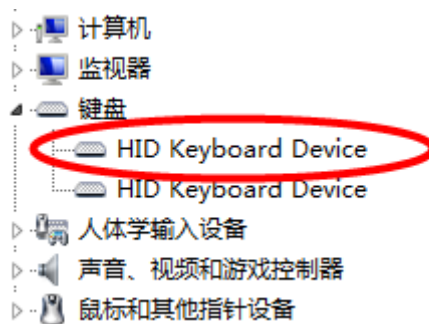 计算机
监视器
键盘
HID Keyboard Device
HID Keyboard Device
人体学输入设备
声音、视频和游戏控制器
鼠标和其他指针设备